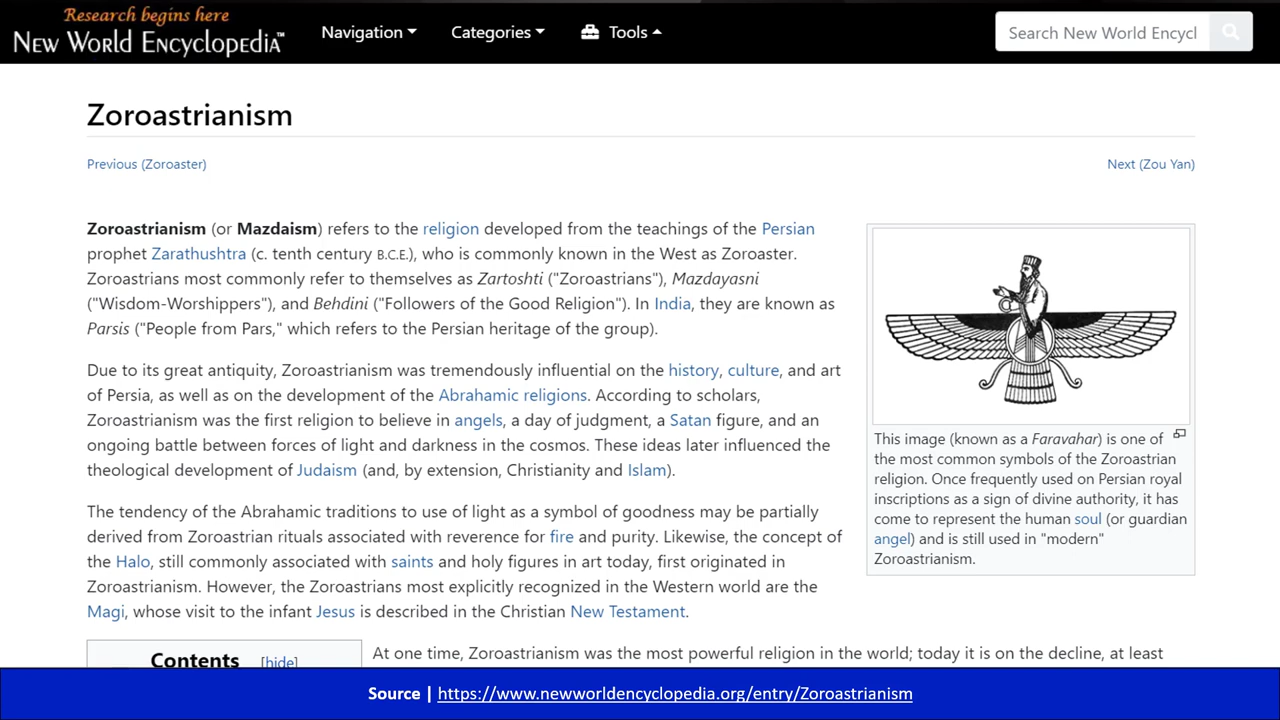 Research begins here
NEW WORLD ENCYCLOPEDIA™
Navigation
Categories
Tools
Search New World Encycl
Zoroastrianism
Previous (Zoroaster)
Next (Zou Yan)
Zoroastrianism (or Mazdaism) refers to the religion developed from the teachings of the Persian
prophet Zarathushtra (c. tenth century B.C.E.), who is commonly known in the West as Zoroaster.
Zoroastrians most commonly refer to themselves as Zartoshti ("Zoroastrians"), Mazdayasni
("Wisdom-Worshippers"), and Behdini ("Followers of the Good Religion"). In India, they are known as
Parsis ("People from Pars," which refers to the Persian heritage of the group).
Due to its great antiquity, Zoroastrianism was tremendously influential on the history, culture, and art
of Persia, as well as on the development of the Abrahamic religions. According to scholars,
Zoroastrianism was the first religion to believe in angels, a day of judgment, a Satan figure, and an
ongoing battle between forces of light and darkness in the cosmos. These ideas later influenced the
theological development of Judaism (and, by extension, Christianity and Islam).
The tendency of the Abrahamic traditions to use of light as a symbol of goodness may be partially
derived from Zoroastrian rituals associated with reverence for fire and purity. Likewise, the concept of
the Halo, still commonly associated with saints and holy figures in art today, first originated in
Zoroastrianism. However, the Zoroastrians most explicitly recognized in the Western world are the
Magi, whose visit to the infant Jesus is described in the Christian New Testament.
This image (known as a Faravahar) is one of
the most common symbols of the Zoroastrian
religion. Once frequently used on Persian royal
inscriptions as a sign of divine authority, it has
come to represent the human soul (or guardian
angel) and is still used in "modern"
Zoroastrianism.
Contents [hide]
At one time, Zoroastrianism was the most powerful religion in the world; today it is on the decline, at least
Source | https://www.newworldencyclopedia.org/entry/Zoroastrianism